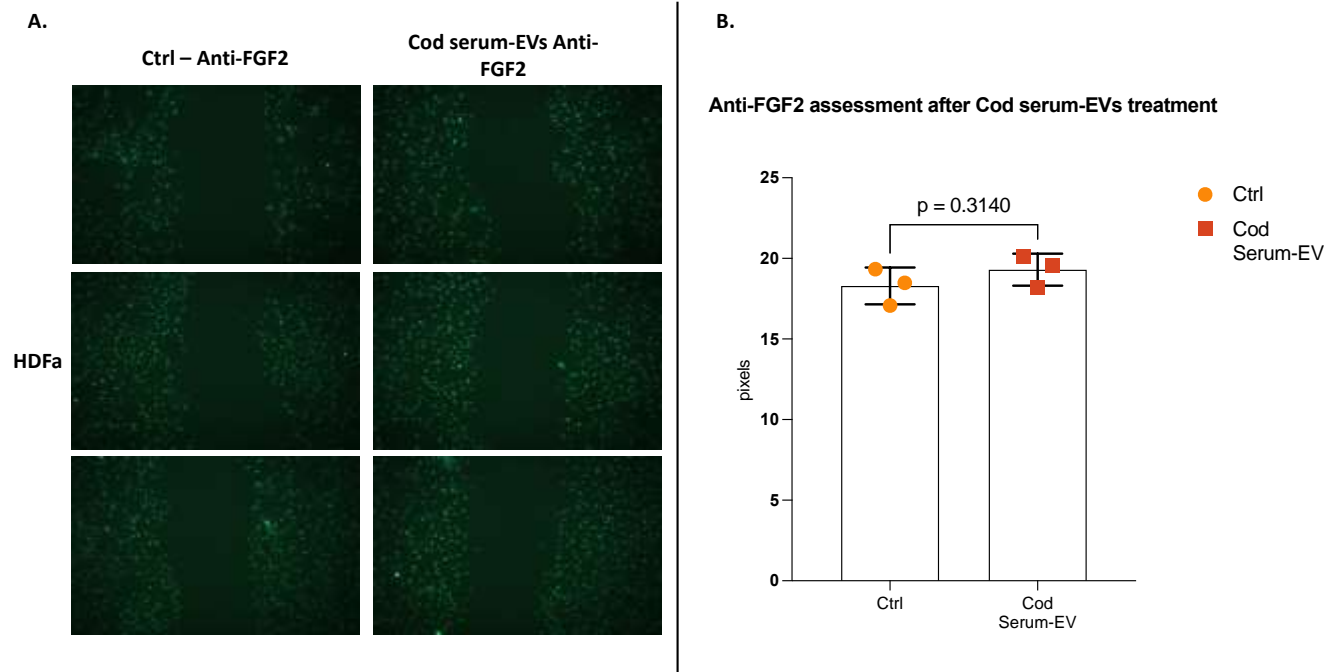 A.
Ctrl – Anti-FGF2
Cod serum-EVs Anti-
FGF2
HDFa
B.
Anti-FGF2 assessment after Cod serum-EVs treatment
25
20
15
10
5
0
pixels
p = 0.3140
Ctrl
Cod
Serum-EV
Ctrl
Cod
Serum-EV